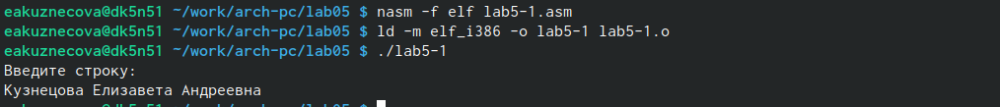 eakuznecova@dk5n51 ~/work/arch-pc/lab05 $ nasm -f elf lab5-1.asm
eakuznecova@dk5n51 ~/work/arch-pc/lab05 $ ld -m elf_i386 -o lab5-1 lab5-1.o
eakuznecova@dk5n51 ~/work/arch-pc/lab05 $ ./lab5-1
Введите строку:
Кузнецова Елизавета Андреевна
eakuznecova@dk5n51 ~/work/arch-pc/lab05 $